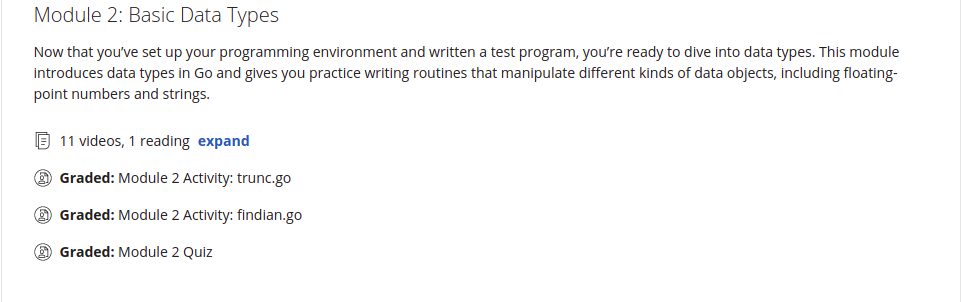 Module 2: Basic Data Types
Now that you’ve set up your programming environment and written a test program, you’re ready to dive into data types. This module
introduces data types in Go and gives you practice writing routines that manipulate different kinds of data objects, including floating-
point numbers and strings.
11 videos, 1 reading expand
Graded: Module 2 Activity: trunc.go
Graded: Module 2 Activity: findian.go
Graded: Module 2 Quiz